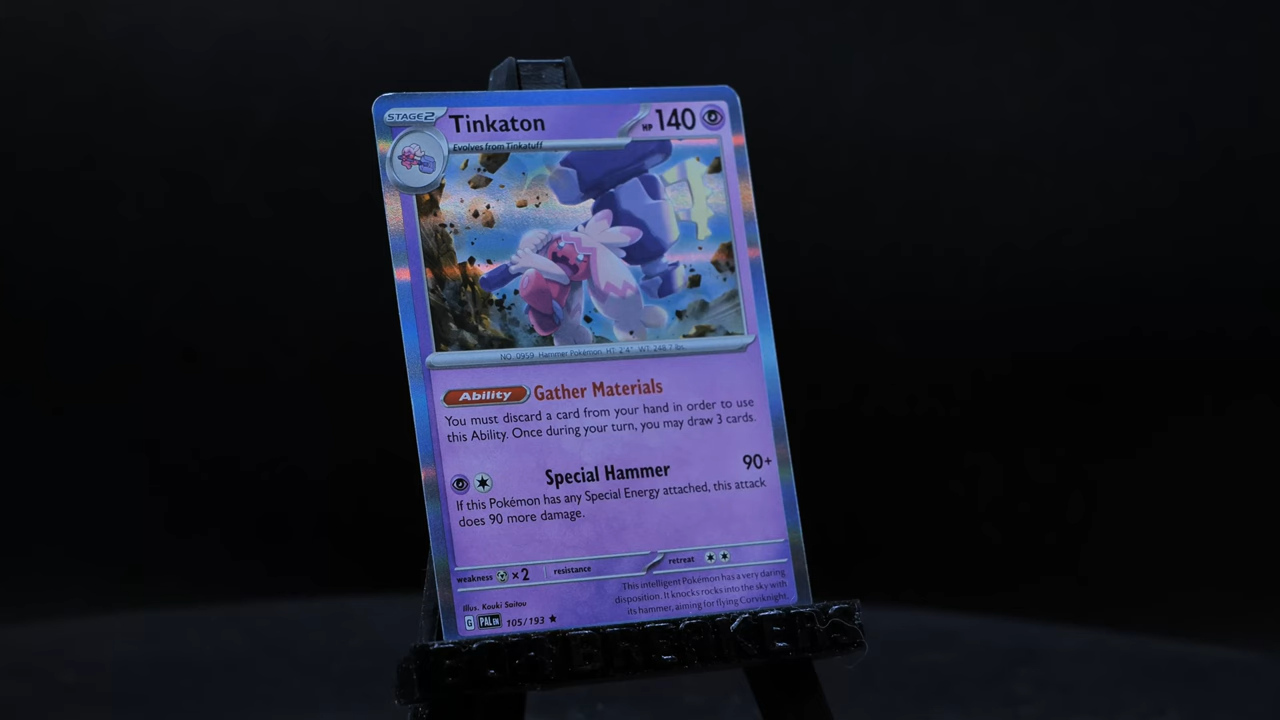 STAGE2 Tinkaton HP 140
Evolves from Tinkatuff
NO. 0959 Hammer Pokémon HT: 2'4" WT: 248.7 lbs.
Ability Gather Materials
You must discard a card from your hand in order to use
this Ability. Once during your turn, you may draw 3 cards.
Special Hammer 90+
If this Pokémon has any Special Energy attached, this attack
does 90 more damage.
weakness ×2 resistance retreat
This intelligent Pokémon has a very daring
disposition. It knocks rocks into the sky with
its hammer, aiming for flying Corviknight.
Illus. Kouki Saitou
G PAL EN 105/193